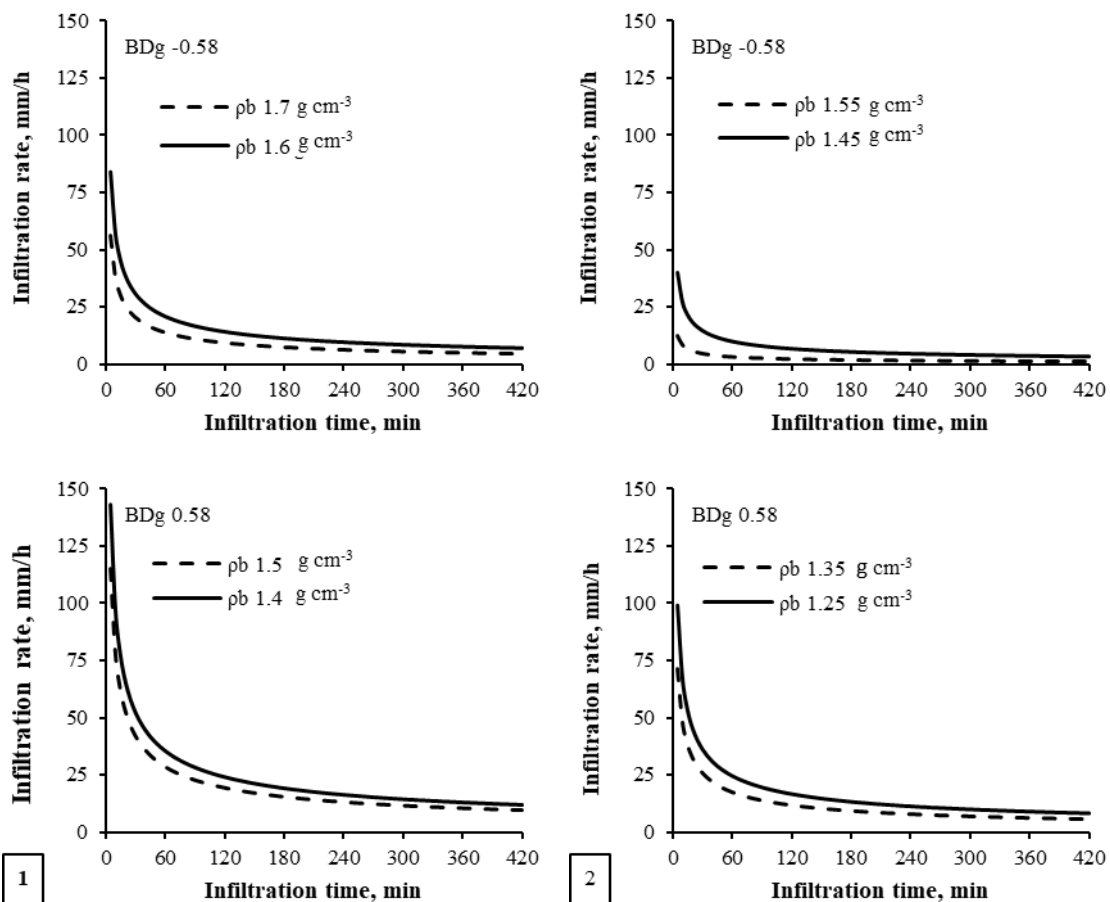 150
125
100
75
50
25
0
Infiltration rate, mm/h
BDg -0.58
ρb 1.7 g cm-3
ρb 1.6 g cm-3
0 60 120 180 240 300 360 420
Infiltration time, min
150
125
100
75
50
25
0
Infiltration rate, mm/h
BDg -0.58
ρb 1.55 g cm-3
ρb 1.45 g cm-3
0 60 120 180 240 300 360 420
Infiltration time, min
150
125
100
75
50
25
0
Infiltration rate, mm/h
BDg 0.58
ρb 1.5 g cm-3
ρb 1.4 g cm-3
0 60 120 180 240 300 360 420
Infiltration time, min
1
150
125
100
75
50
25
0
Infiltration rate, mm/h
BDg 0.58
ρb 1.35 g cm-3
ρb 1.25 g cm-3
0 60 120 180 240 300 360 420
Infiltration time, min
2